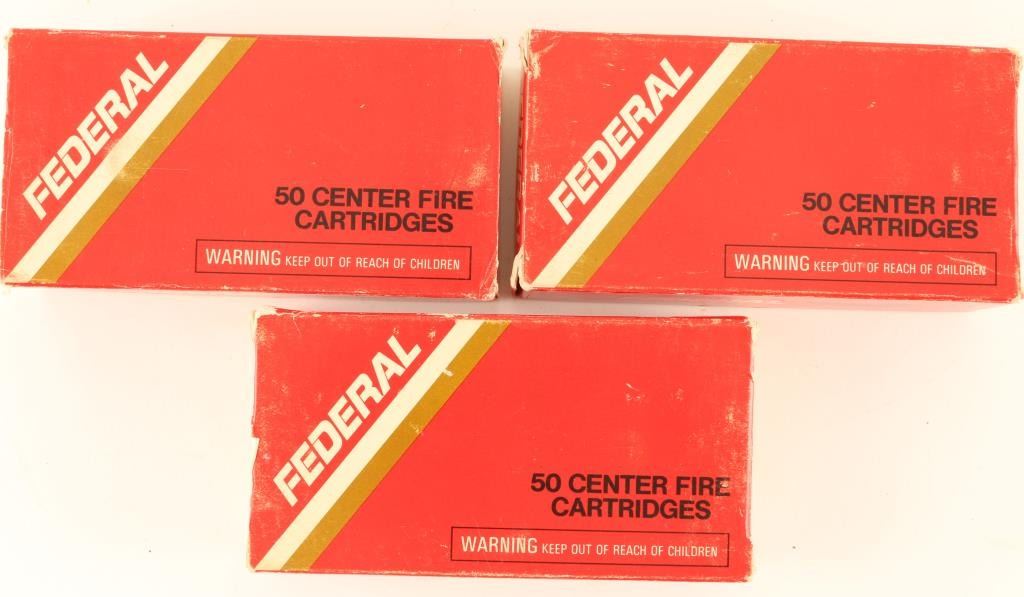 FEDERAL
50 CENTER FIRE
CARTRIDGES
WARNING KEEP OUT OF REACH OF CHILDREN
FEDERAL
50 CENTER FIRE
CARTRIDGES
WARNING KEEP OUT OF REACH OF CHILDREN
FEDERAL
50 CENTER FIRE
CARTRIDGES
WARNING KEEP OUT OF REACH OF CHILDREN